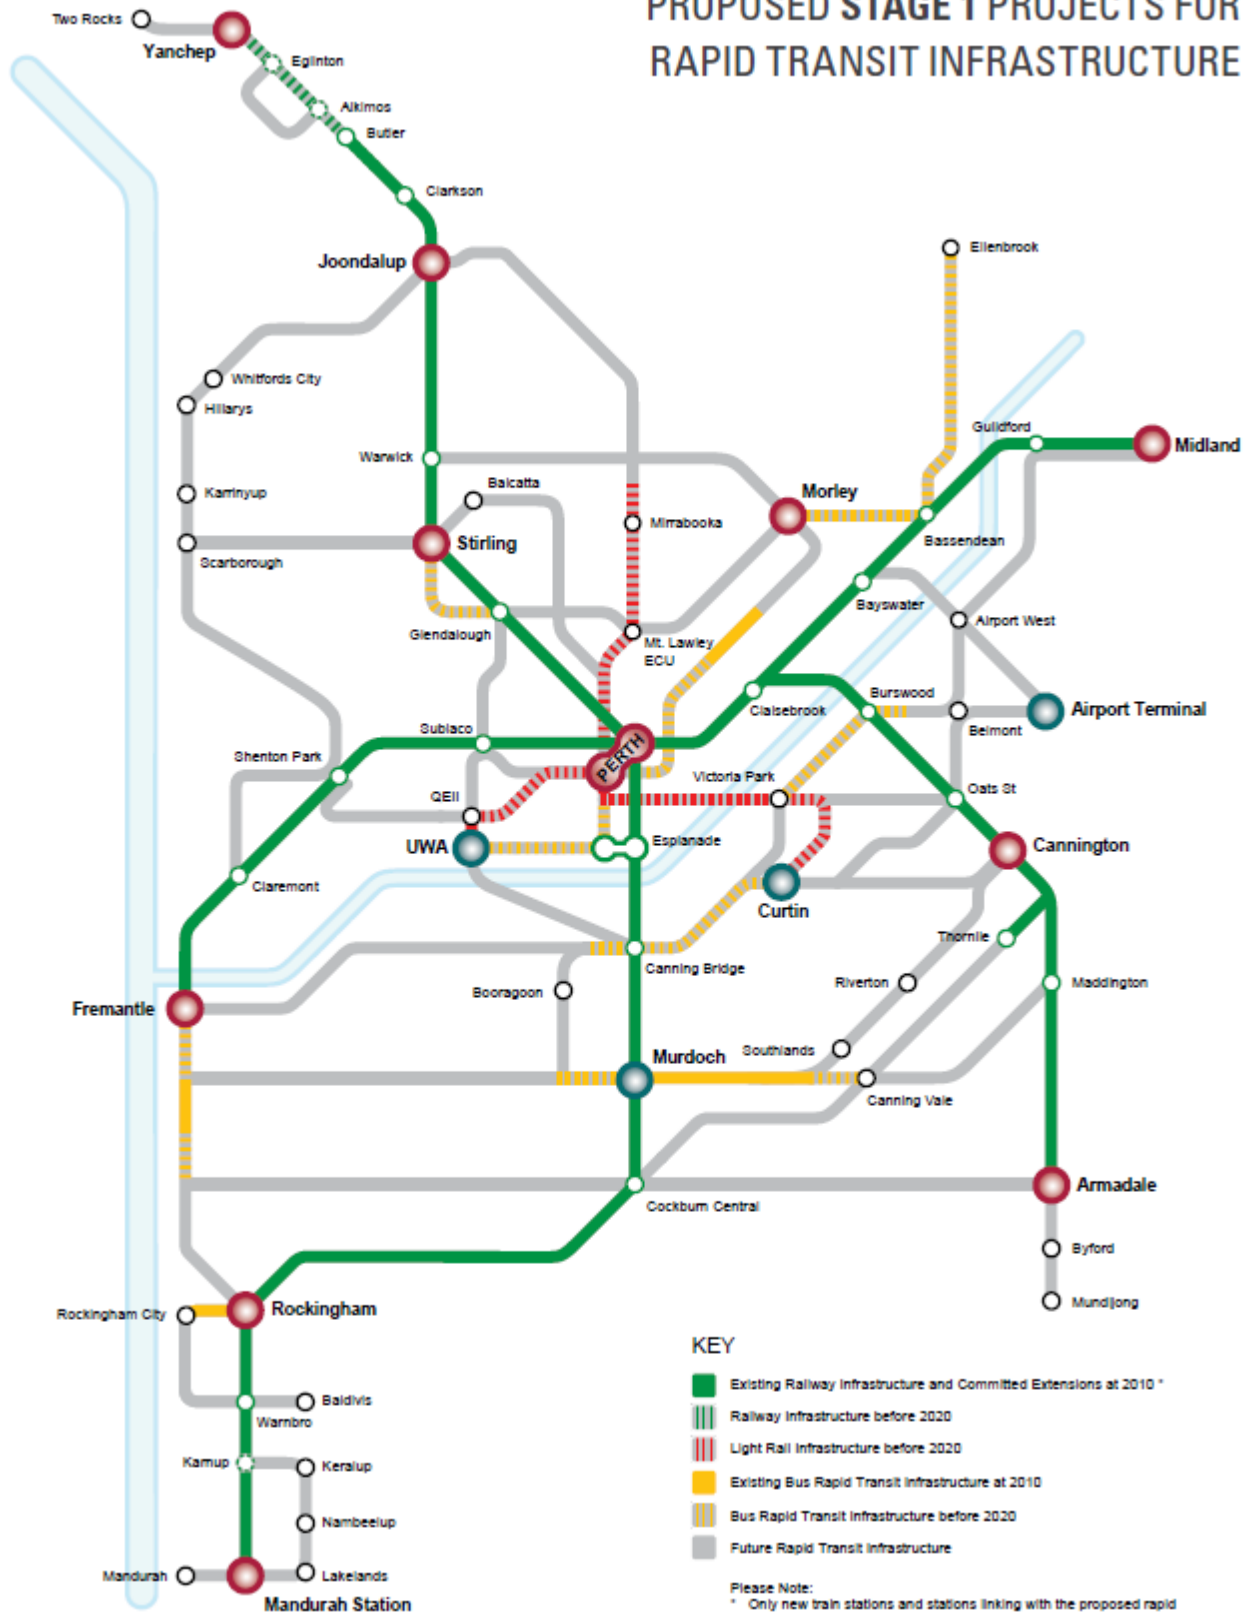 PROPOSED STAGE 1 PROJECTS FOR
RAPID TRANSIT INFRASTRUCTURE
Two Rocks
Yanchep
Eglinton
Alkimos
Butler
Clarkson
Joondalup
Ellenbrook
Whitfords City
Hillarys
Guildford
Midland
Warwick
Balcatta
Morley
Karrinyup
Mirrabooka
Stirling
Bassendean
Scarborough
Bayswater
Glendalough
Airport West
Mt. Lawley
ECU
Claisebrook
Burswood
Airport Terminal
Belmont
Subiaco
PERTH
Shenton Park
Victoria Park
Oats St
QEII
UWA
Esplanade
Cannington
Claremont
Curtin
Thornlie
Canning Bridge
Booragoon
Riverton
Maddington
Fremantle
Southlands
Murdoch
Canning Vale
Armadale
Cockburn Central
Byford
Mundijong
Rockingham City
Rockingham
Baldivis
Warnbro
Karnup
Keralup
Nambeelup
Mandurah
Lakelands
Mandurah Station
KEY
Existing Railway Infrastructure and Committed Extensions at 2010 *
Railway Infrastructure before 2020
Light Rail Infrastructure before 2020
Existing Bus Rapid Transit Infrastructure at 2010
Bus Rapid Transit Infrastructure before 2020
Future Rapid Transit Infrastructure
Please Note:
* Only new train stations and stations linking with the proposed rapid